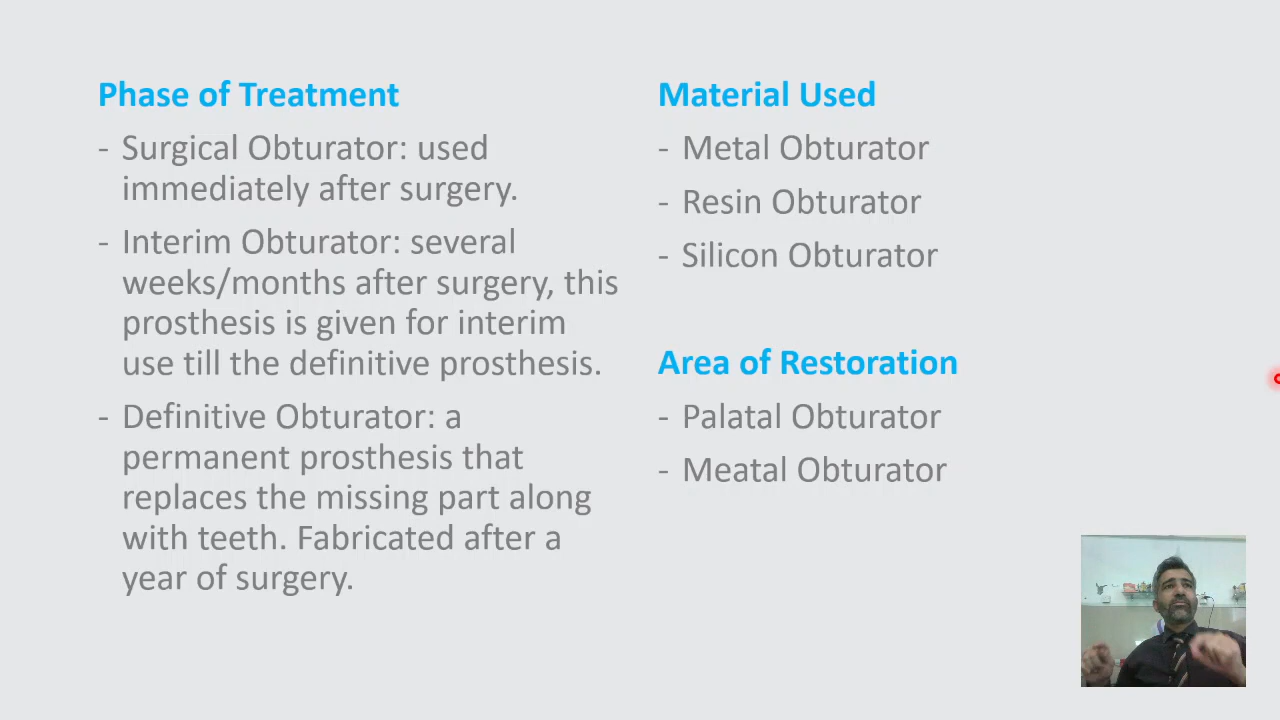 Phase of Treatment
- Surgical Obturator: used
immediately after surgery.
- Interim Obturator: several
weeks/months after surgery, this
prosthesis is given for interim
use till the definitive prosthesis.
- Definitive Obturator: a
permanent prosthesis that
replaces the missing part along
with teeth. Fabricated after a
year of surgery.
Material Used
- Metal Obturator
- Resin Obturator
- Silicon Obturator
Area of Restoration
- Palatal Obturator
- Meatal Obturator